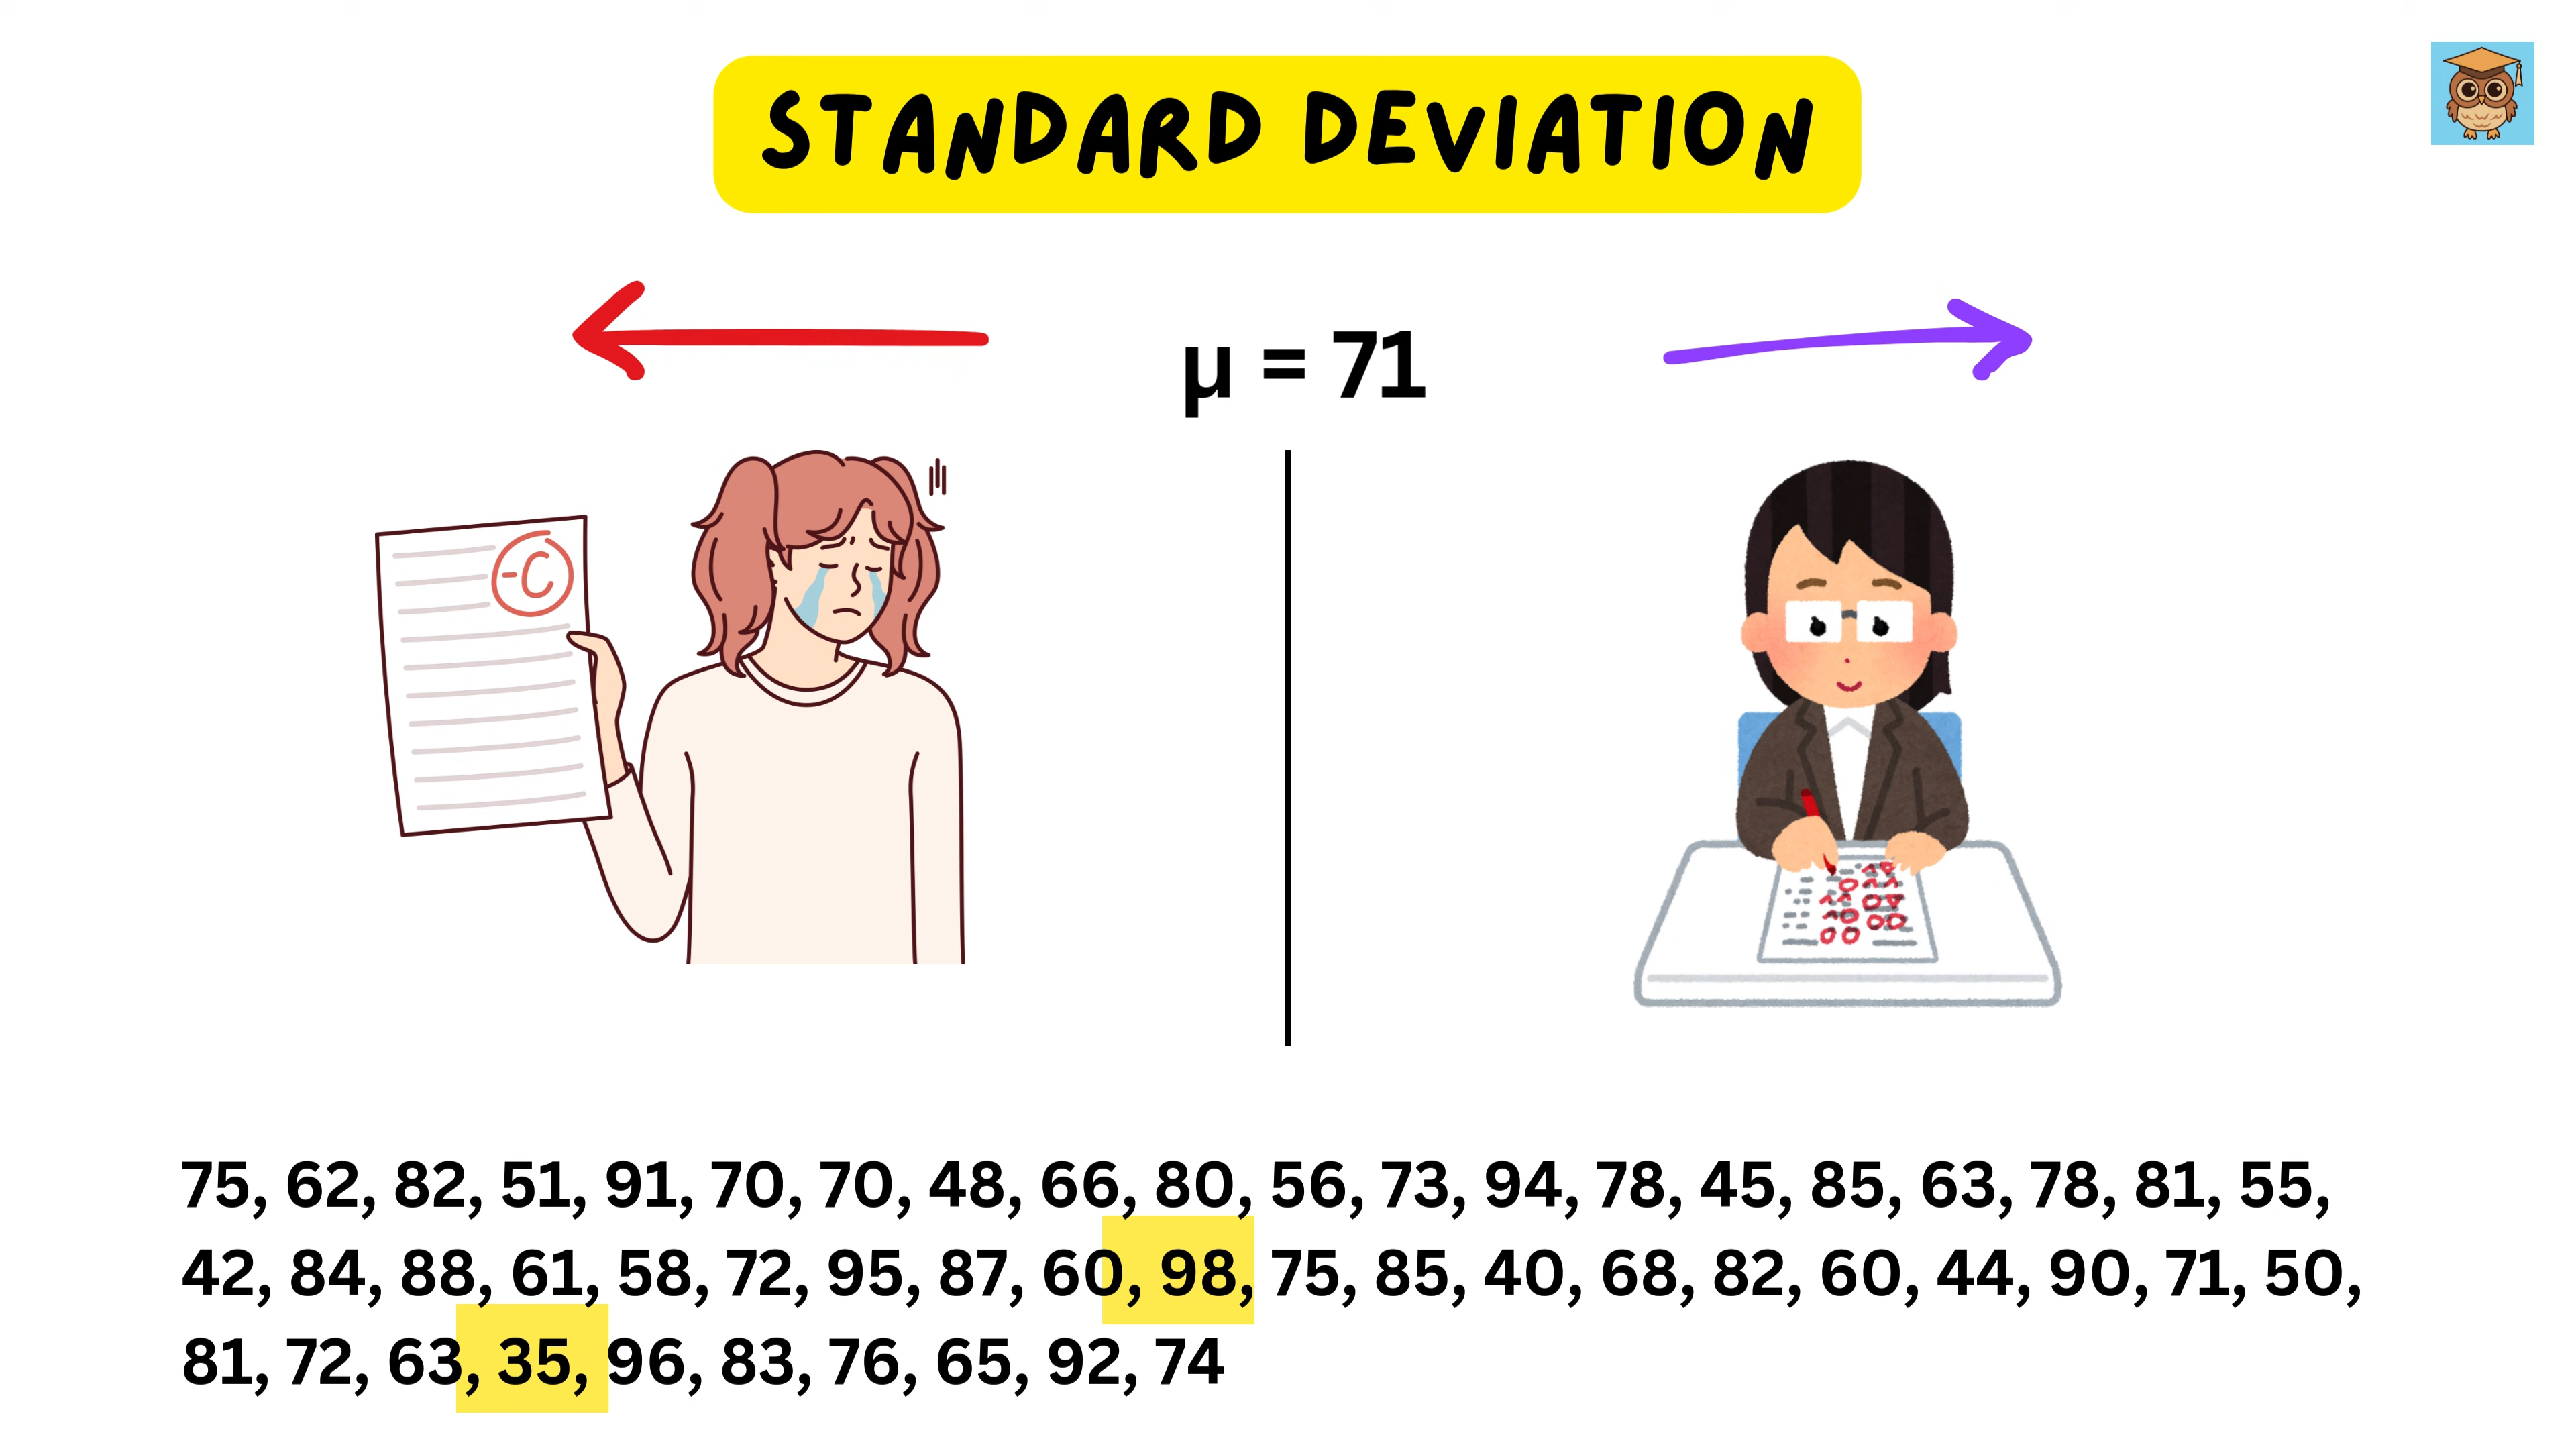 STANDARD DEVIATION
μ = 71
-C
75, 62, 82, 51, 91, 70, 70, 48, 66, 80, 56, 73, 94, 78, 45, 85, 63, 78, 81, 55,
42, 84, 88, 61, 58, 72, 95, 87, 60, 98, 75, 85, 40, 68, 82, 60, 44, 90, 71, 50,
81, 72, 63, 35, 96, 83, 76, 65, 92, 74